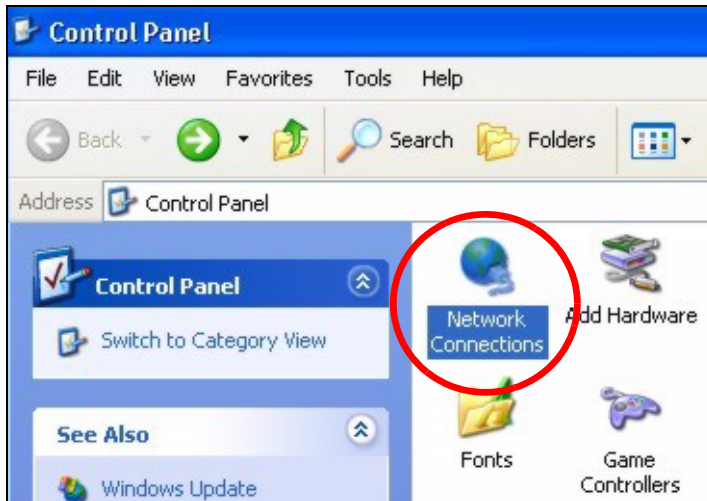 Control Panel
File Edit View Favorites Tools Help
Back Search Folders
Address Control Panel
Control Panel
Switch to Category View
See Also
Windows Update
Network
Connections
Add Hardware
Fonts
Game
Controllers